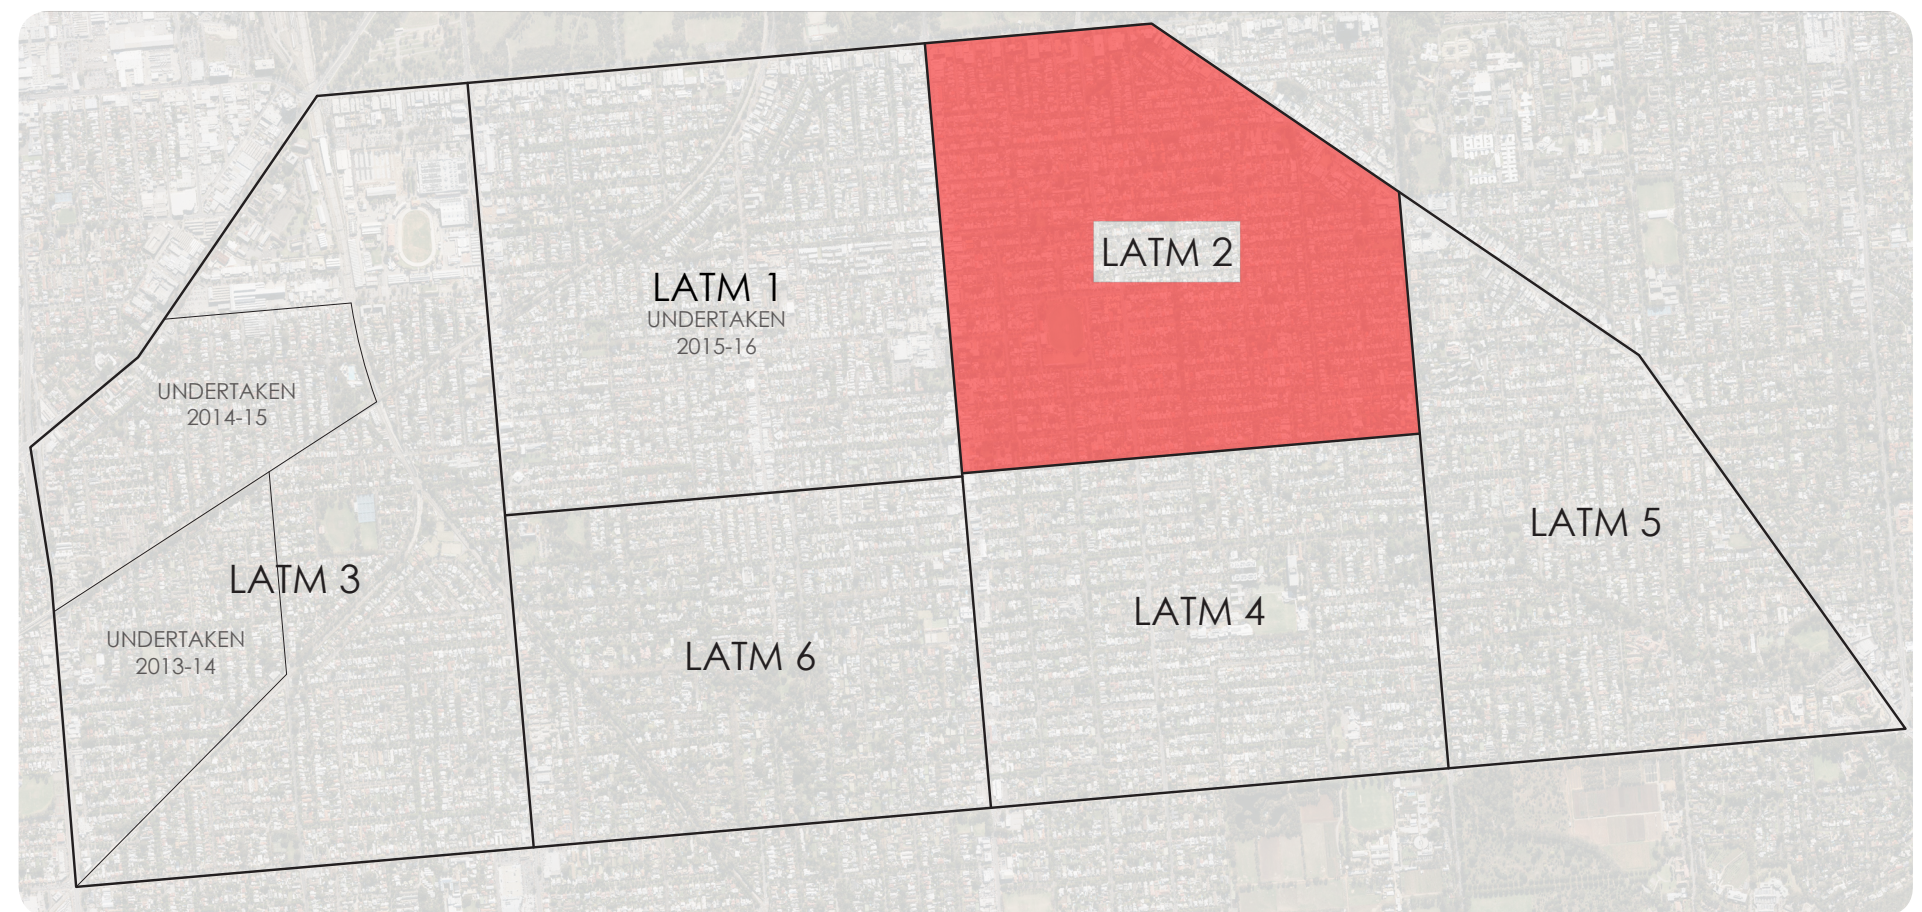 LATM 2
LATM 1
UNDERTAKEN
2015-16
UNDERTAKEN
2014-15
LATM 5
LATM 3
LATM 4
UNDERTAKEN
2013-14
LATM 6